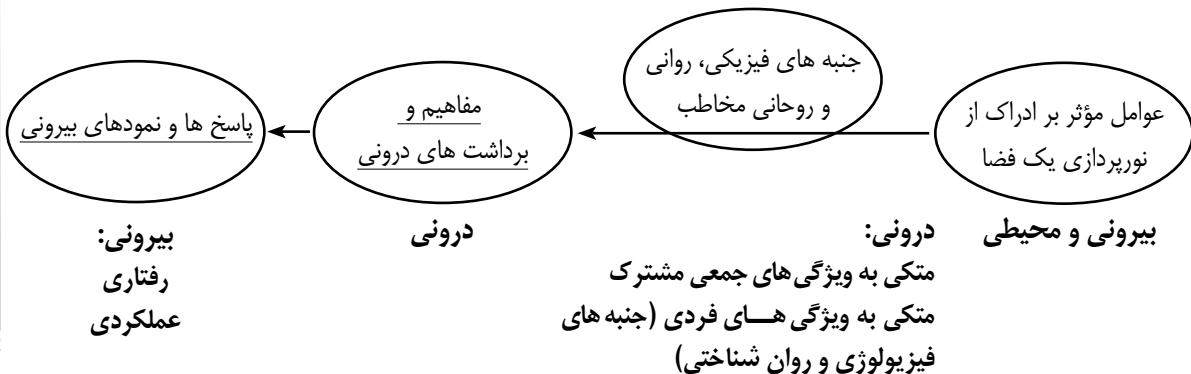 عوامل مؤثر بر ادراک از
نورپردازی یک فضا
بیرونی و محیطی
جنبه های فیزیکی، روانی
و روحانی مخاطب
درونی:
متکی به ویژگی های جمعی مشترک
متکی به ویژگی هـــای فردی (جنبه های
فیزیولوژی و روان شناختی)
مفاهیم و
برداشت های درونی
درونی
پاسخ ها و نمودهای بیرونی
بیرونی:
رفتاری
عملکردی